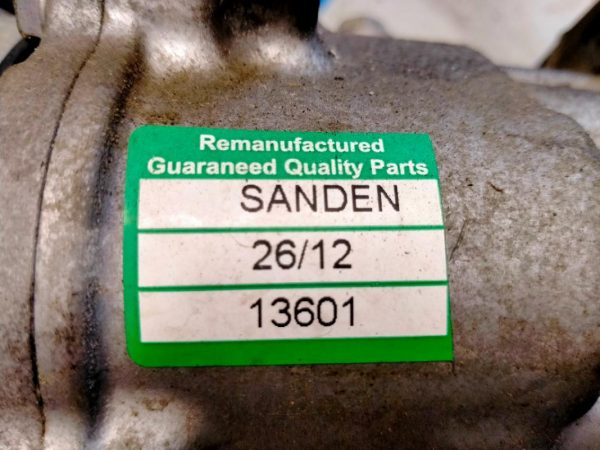 Remanufactured
Guaraneed Quality Parts
SANDEN
26/12
13601